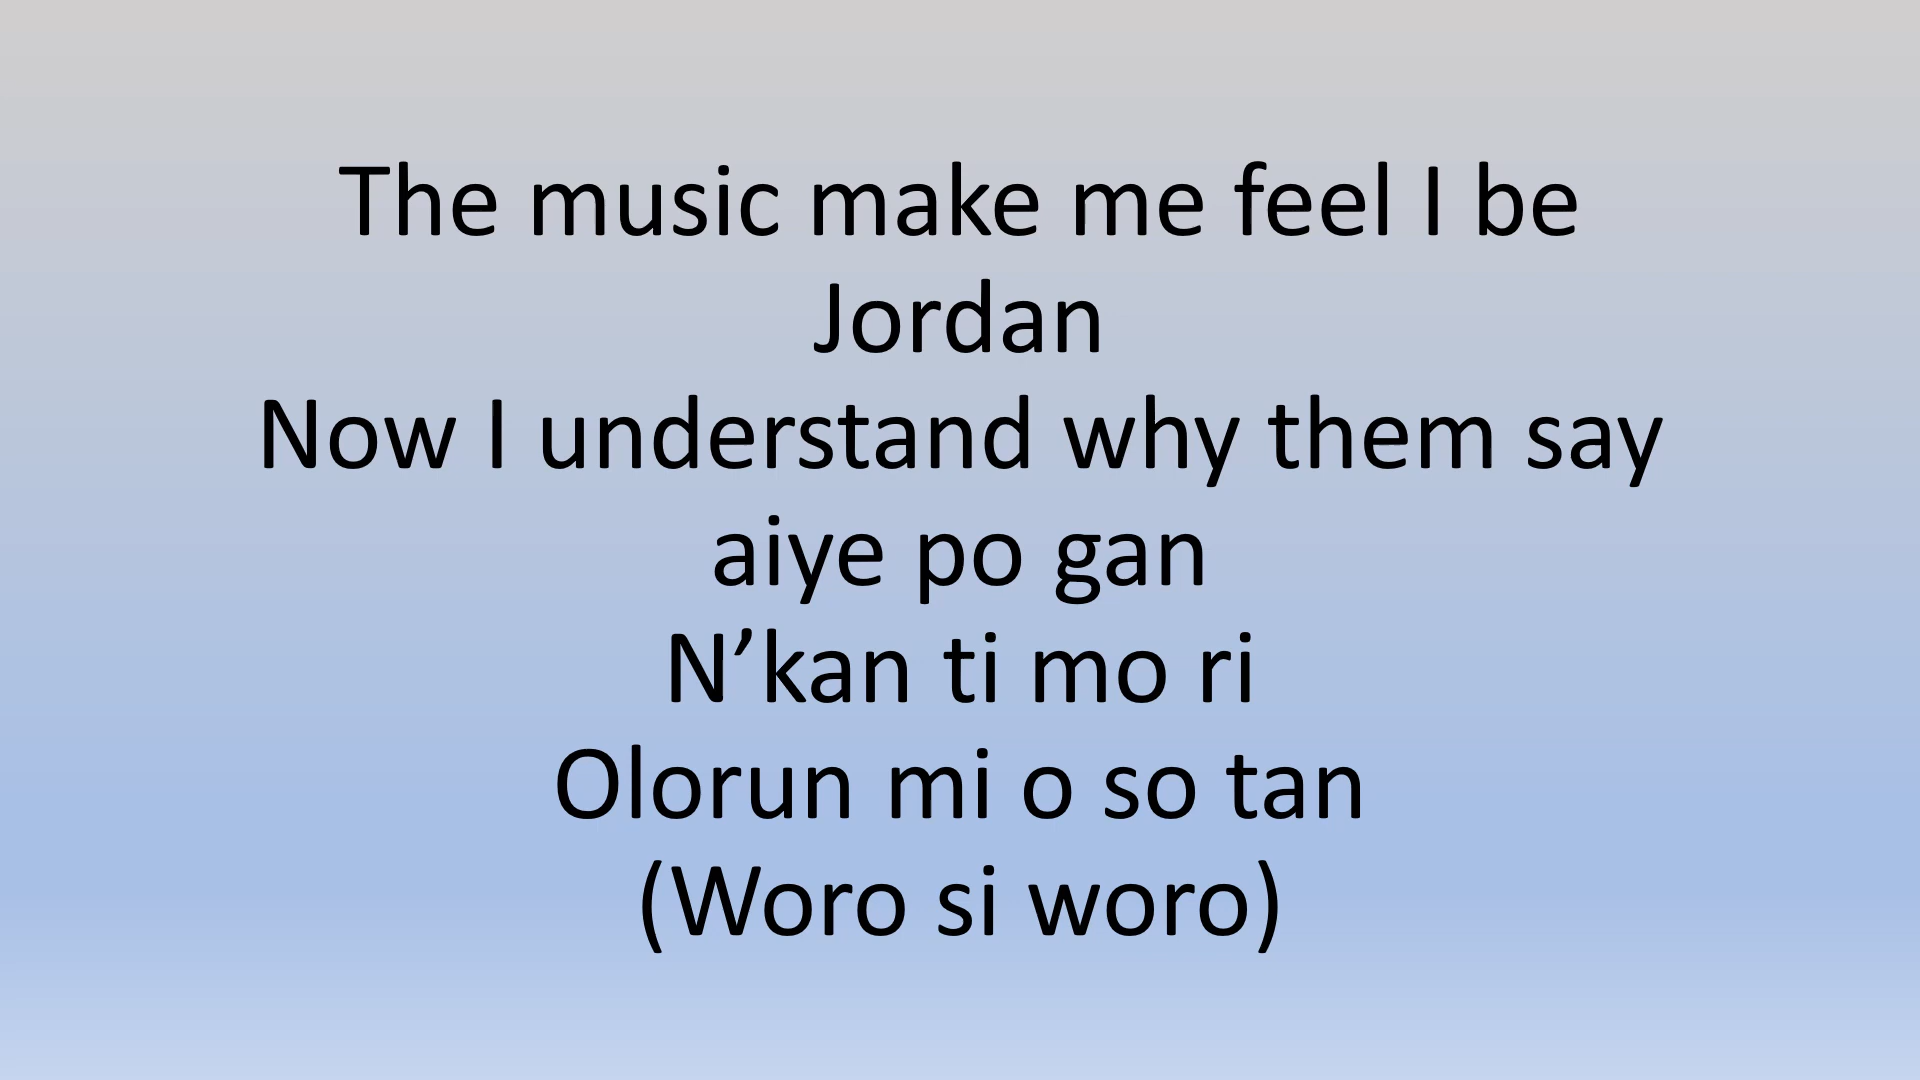 The music make me feel I be
Jordan
Now I understand why them say
aiye po gan
N’kan ti mo ri
Olorun mi o so tan
(Woro si woro)